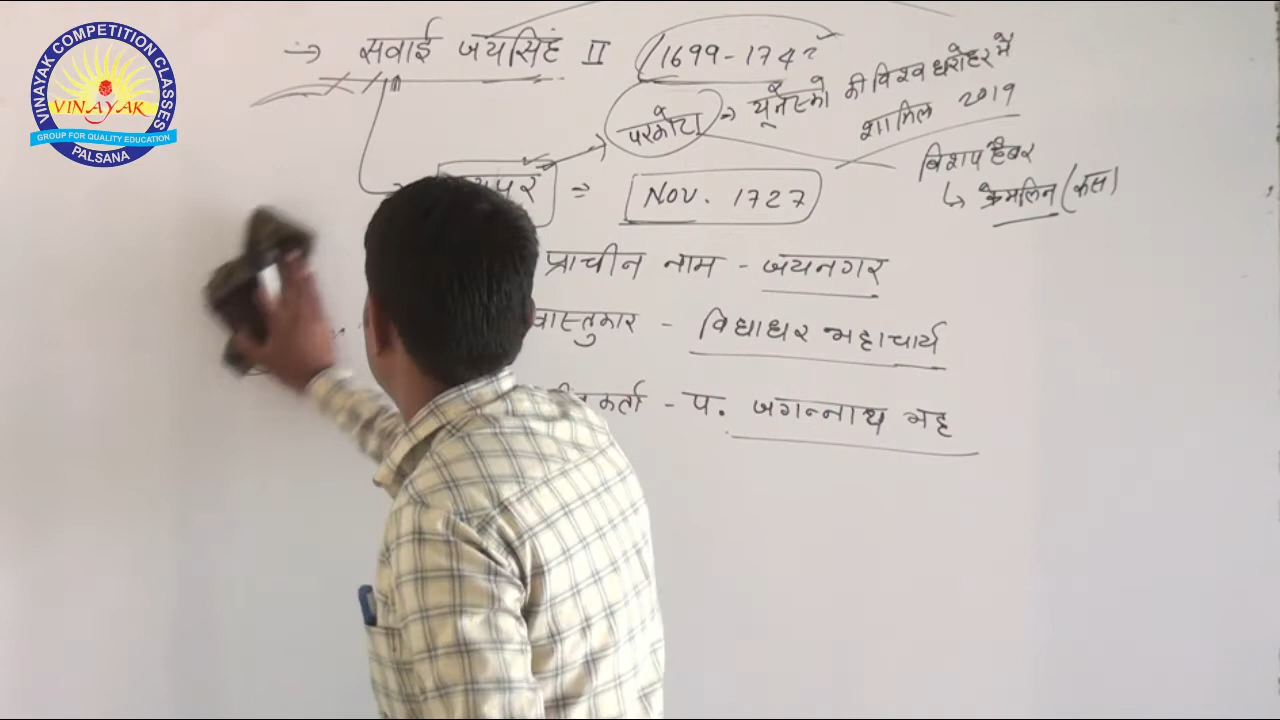 VINAYAK COMPETITION CLASSES
VINAYAK
GROUP FOR QUALITY EDUCATION
PALSANA
→ सवाई जयसिंह II (1699-174
परकोटा → यूनेस्को की विश्व धरोहर में
शामिल 2019
बिशप हैबर
↳ क्रेमलिन (रूस)
⇒ NOV. 1727
प्राचीन नाम - जयनगर
वास्तुकार - विद्याधर भट्टाचार्य
कर्ता - प. जगन्नाथ भट्ट